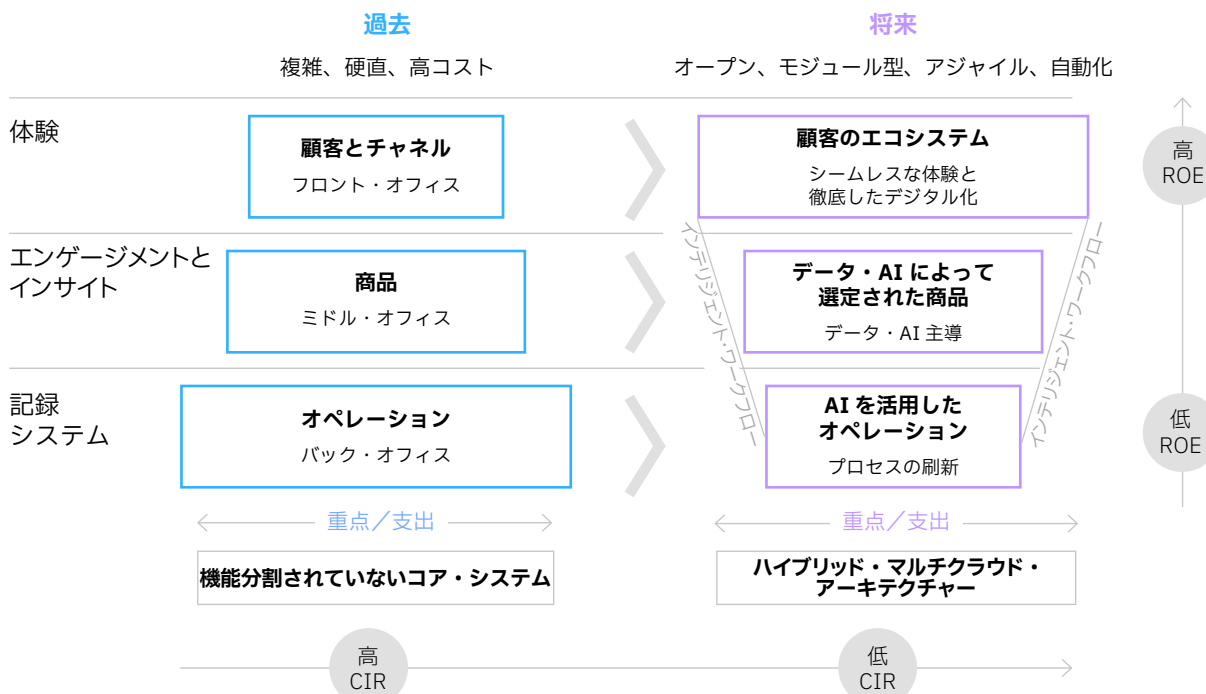 過去
将来
複雑、硬直、高コスト
オープン、モジュール型、アジャイル、自動化
体験
顧客とチャネル
フロント・オフィス
顧客のエコシステム
シームレスな体験と
徹底したデジタル化
高
ROE
エンゲージメントと
インサイト
商品
ミドル・オフィス
データ・AI によって
選定された商品
データ・AI 主導
インテリジェント・ワークフロー
インテリジェント・ワークフロー
記録
システム
オペレーション
バック・オフィス
AI を活用した
オペレーション
プロセスの刷新
低
ROE
重点／支出
重点／支出
機能分割されていないコア・システム
ハイブリッド・マルチクラウド・
アーキテクチャー
高
CIR
低
CIR